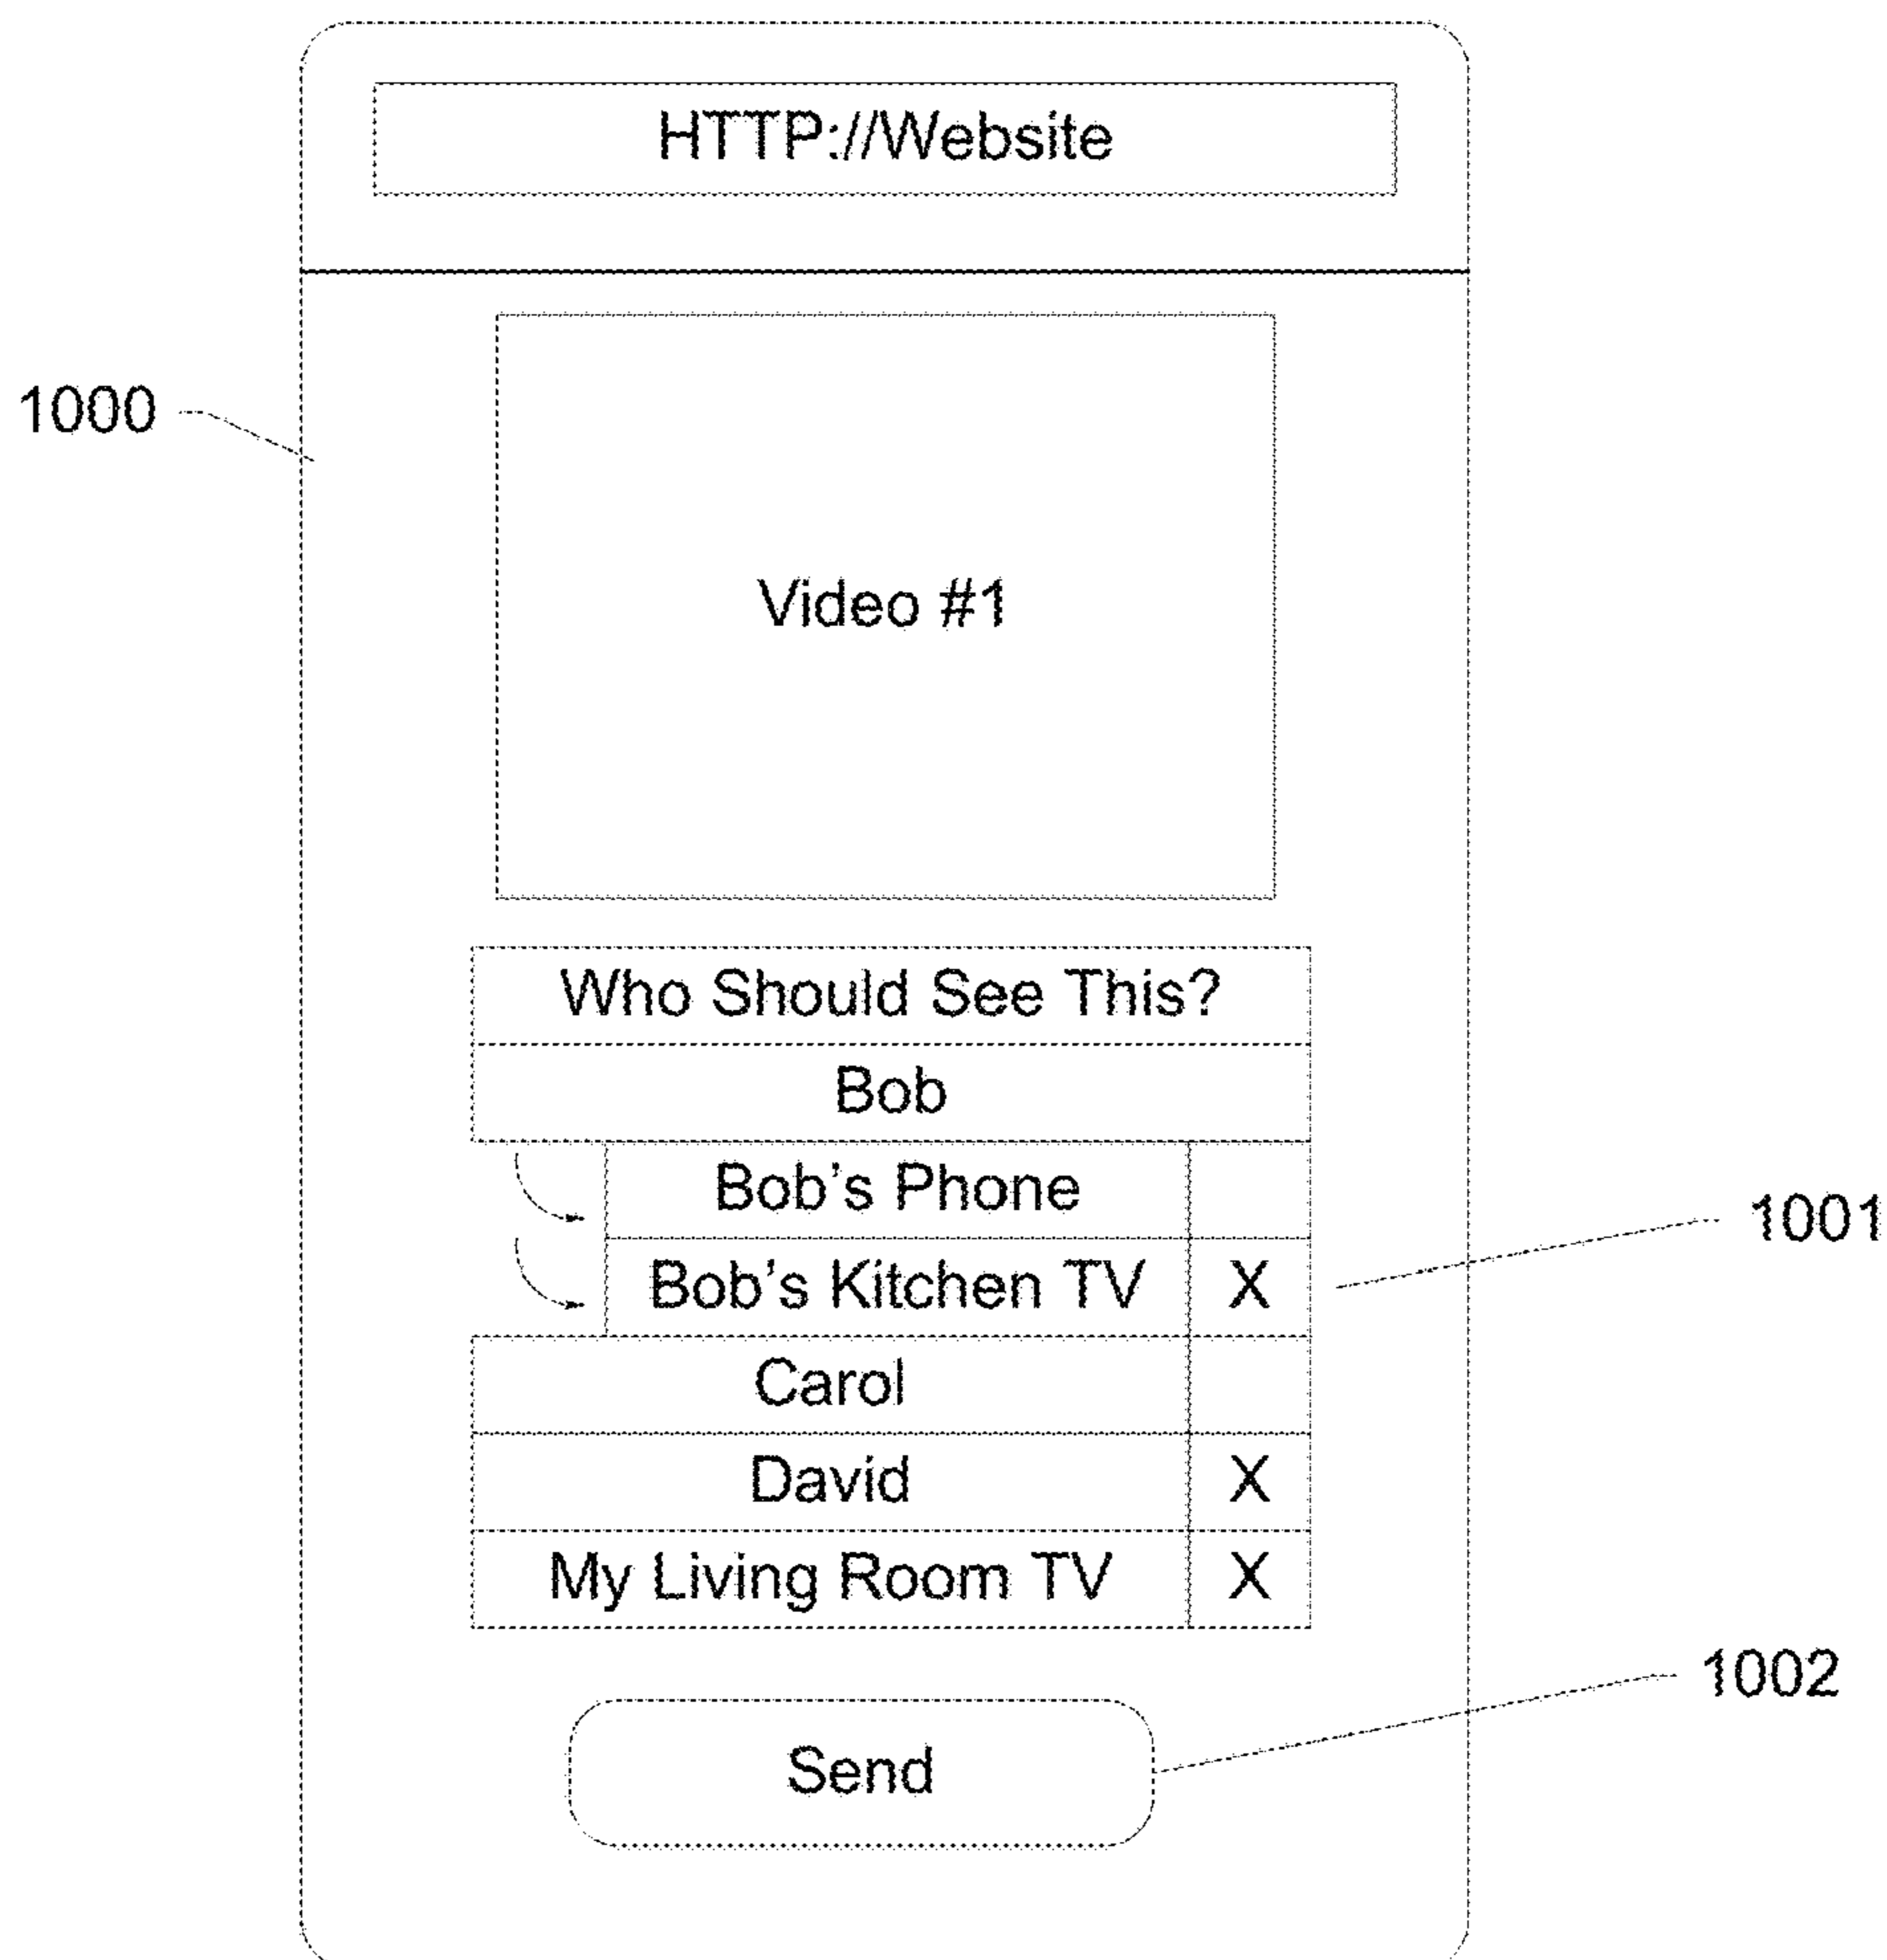 HTTP://Website
1000
Video #1
Who Should See This?
Bob
Bob's Phone
1001
Bob's Kitchen TV X
Carol
David X
My Living Room TV X
1002
Send